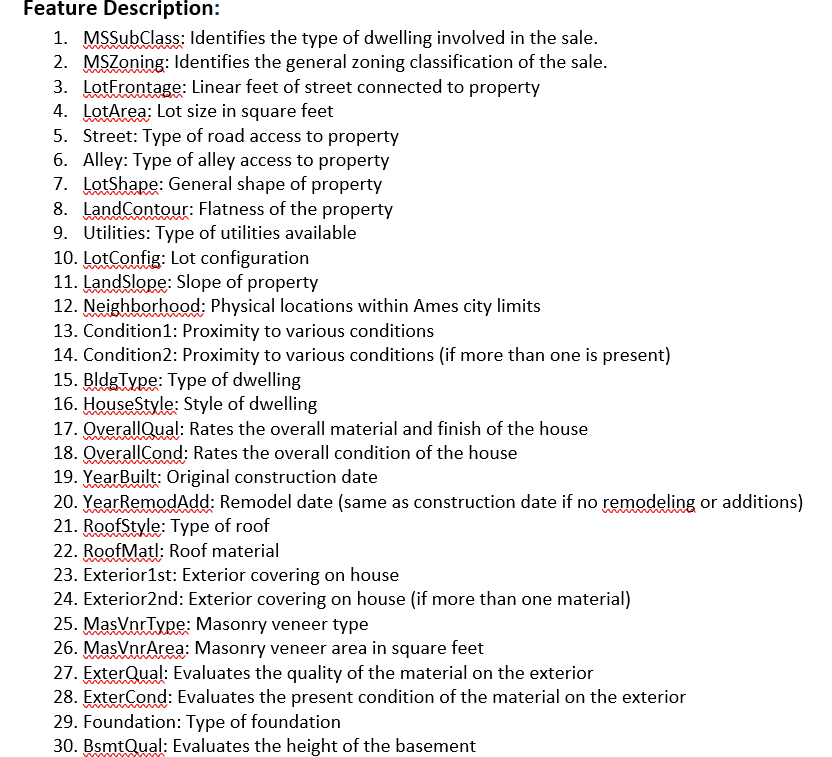 Feature Description:
1. MSSubClass: Identifies the type of dwelling involved in the sale.
2. MSZoning: Identifies the general zoning classification of the sale.
3. LotFrontage: Linear feet of street connected to property
4. LotArea: Lot size in square feet
5. Street: Type of road access to property
6. Alley: Type of alley access to property
7. LotShape: General shape of property
8. LandContour: Flatness of the property
9. Utilities: Type of utilities available
10. LotConfig: Lot configuration
11. LandSlope: Slope of property
12. Neighborhood: Physical locations within Ames city limits
13. Condition1: Proximity to various conditions
14. Condition2: Proximity to various conditions (if more than one is present)
15. BldgType: Type of dwelling
16. HouseStyle: Style of dwelling
17. OverallQual: Rates the overall material and finish of the house
18. OverallCond: Rates the overall condition of the house
19. YearBuilt: Original construction date
20. YearRemodAdd: Remodel date (same as construction date if no remodeling or additions)
21. RoofStyle: Type of roof
22. RoofMatl: Roof material
23. Exterior1st: Exterior covering on house
24. Exterior2nd: Exterior covering on house (if more than one material)
25. MasVnrType: Masonry veneer type
26. MasVnrArea: Masonry veneer area in square feet
27. ExterQual: Evaluates the quality of the material on the exterior
28. ExterCond: Evaluates the present condition of the material on the exterior
29. Foundation: Type of foundation
30. BsmtQual: Evaluates the height of the basement